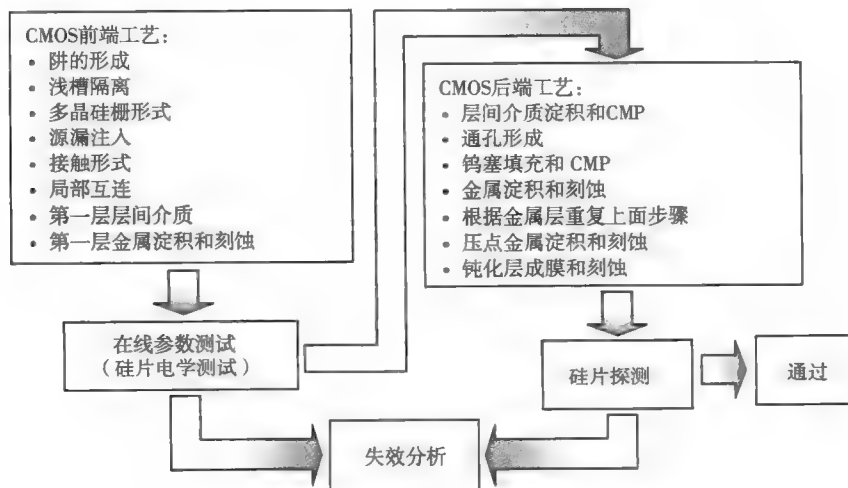 CMOS前端工艺：
• 阱的形成
• 浅槽隔离
• 多晶硅栅形式
• 源漏注入
• 接触形式
• 局部互连
• 第一层层间介质
• 第一层金属淀积和刻蚀
CMOS后端工艺：
• 层间介质淀积和CMP
• 通孔形成
• 钨塞填充和 CMP
• 金属淀积和刻蚀
• 根据金属层重复上面步骤
• 压点金属淀积和刻蚀
• 钝化层成膜和刻蚀
在线参数测试
（硅片电学测试）
硅片探测
通过
失效分析